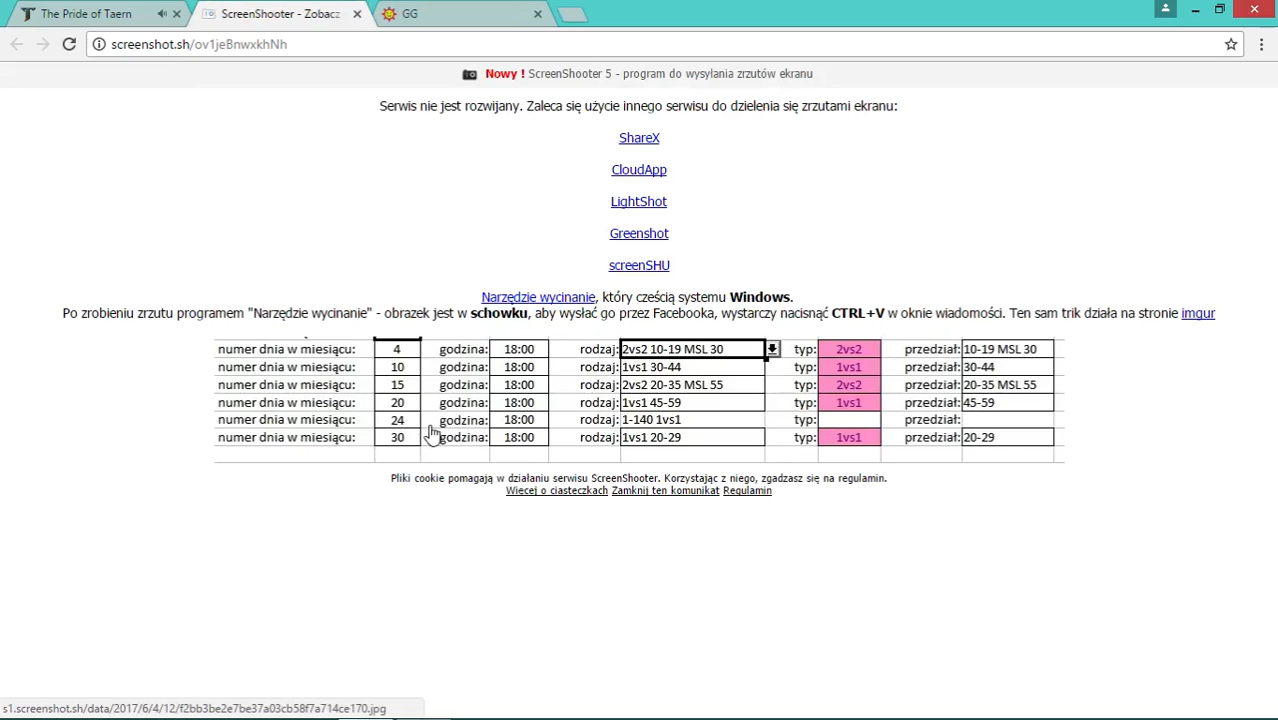 The Pride of Taern
ScreenShooter - Zobacz
GG
screenshot.sh/ov1jeBnwxkhNh
Nowy ! ScreenShooter 5 - program do wysyłania zrzutów ekranu
Serwis nie jest rozwijany. Zaleca się użycie innego serwisu do dzielenia się zrzutami ekranu:
ShareX
CloudApp
LightShot
Greenshot
screenSHU
Narzędzie wycinanie, który cześcią systemu Windows.
Po zrobieniu zrzutu programem "Narzędzie wycinanie" - obrazek jest w schowku, aby wysłać go przez Facebooka, wystarczy nacisnąć CTRL+V w oknie wiadomości. Ten sam trik działa na stronie imgur
numer dnia w miesiącu: 4 godzina: 18:00 rodzaj: 2vs2 10-19 MSL 30 typ: 2vs2 przedział: 10-19 MSL 30
numer dnia w miesiącu: 10 godzina: 18:00 rodzaj: 1vs1 30-44 typ: 1vs1 przedział: 30-44
numer dnia w miesiącu: 15 godzina: 18:00 rodzaj: 2vs2 20-35 MSL 55 typ: 2vs2 przedział: 20-35 MSL 55
numer dnia w miesiącu: 20 godzina: 18:00 rodzaj: 1vs1 45-59 typ: 1vs1 przedział: 45-59
numer dnia w miesiącu: 24 godzina: 18:00 rodzaj: 1-140 1vs1 typ: przedział:
numer dnia w miesiącu: 30 godzina: 18:00 rodzaj: 1vs1 20-29 typ: 1vs1 przedział: 20-29
Pliki cookie pomagają w działaniu serwisu ScreenShooter. Korzystając z niego, zgadzasz się na regulamin.
Więcej o ciasteczkach Zamknij ten komunikat Regulamin
s1.screenshot.sh/data/2017/6/4/12/f2bb3be2e7be37a03cb58f7a714ce170.jpg